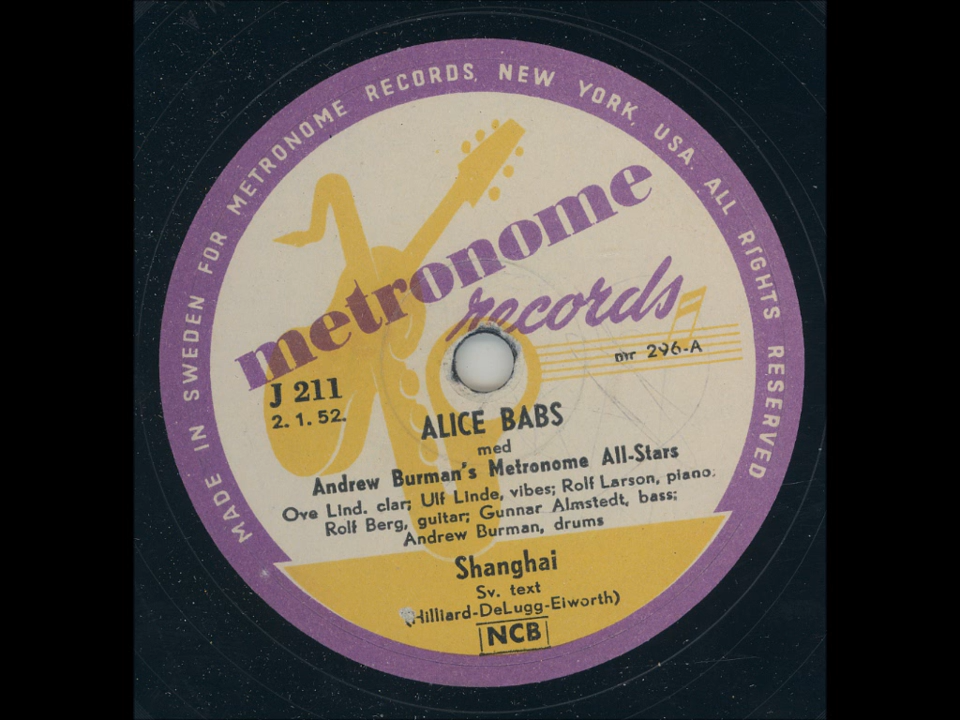 MADE IN SWEDEN FOR METRONOME RECORDS, NEW YORK, USA. ALL RIGHTS RESERVED
metronome
records
mr 296-A
J 211
2. 1. 52.
ALICE BABS
med
Andrew Burman's Metronome All-Stars
Ove Lind. clar; Ulf Linde, vibes; Rolf Larson, piano;
Rolf Berg, guitar; Gunnar Almstedt, bass;
Andrew Burman, drums
Shanghai
Sv. text
(Hilliard-DeLugg-Eiworth)
NCB